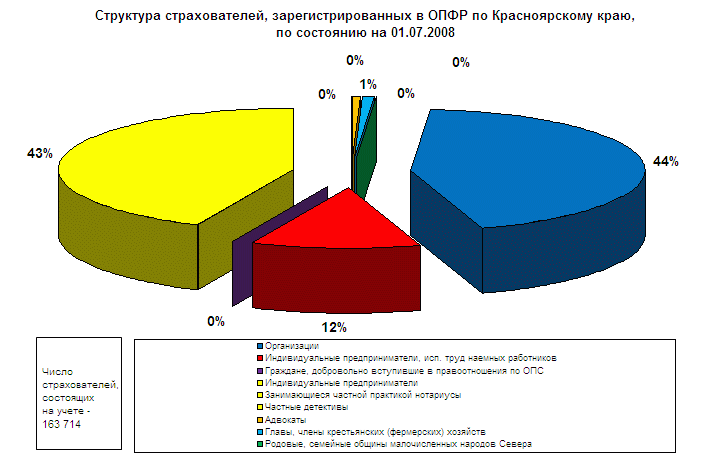 Структура страхователей, зарегистрированных в ОПФР по Красноярскому краю,
по состоянию на 01.07.2008
0%
0%
1%
0%
0%
43%
44%
0%
12%
Число
страхователей,
состоящих
на учете -
163 714
Организации
Индивидуальные предприниматели, исп. труд наемных работников
Граждане, добровольно вступившие в правоотношения по ОПС
Индивидуальные предприниматели
Занимающиеся частной практикой нотариусы
Частные детективы
Адвокаты
Главы, члены крестьянских (фермерских) хозяйств
Родовые, семейные общины малочисленных народов Севера